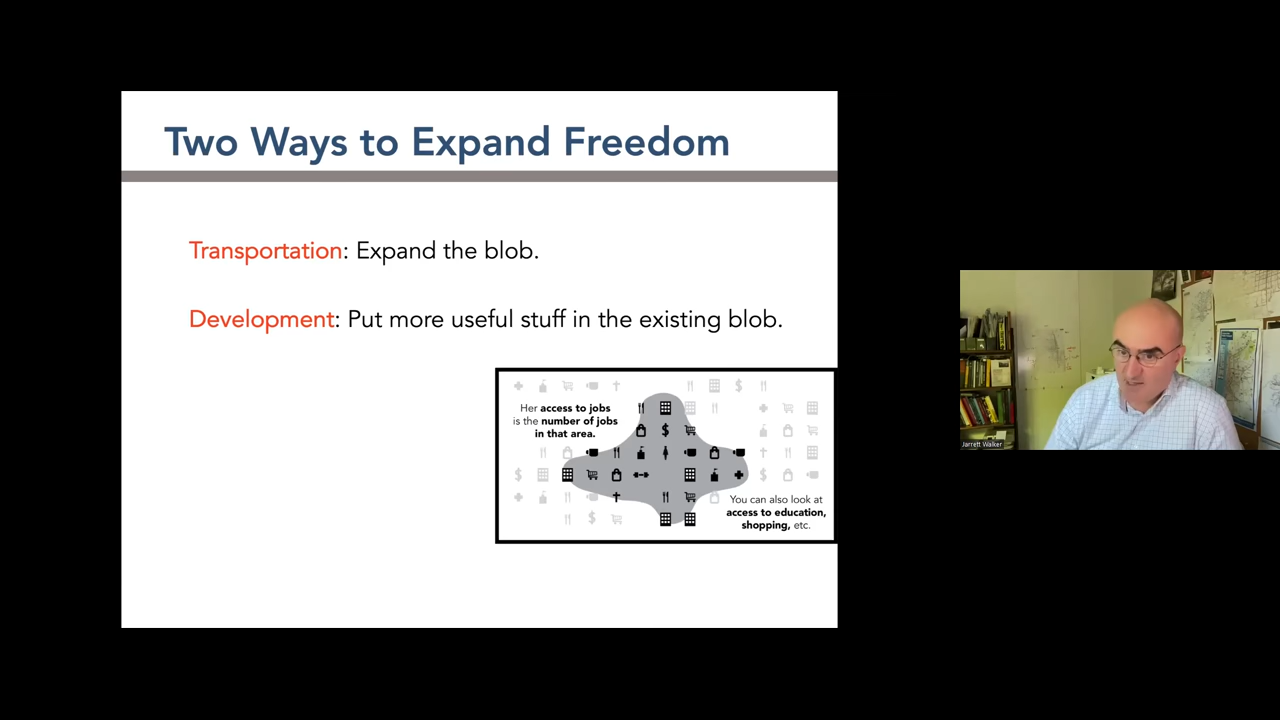 Two Ways to Expand Freedom
Transportation: Expand the blob.
Development: Put more useful stuff in the existing blob.
Her access to jobs
is the number of jobs
in that area.
You can also look at
access to education,
shopping, etc.
Jarrett Walker